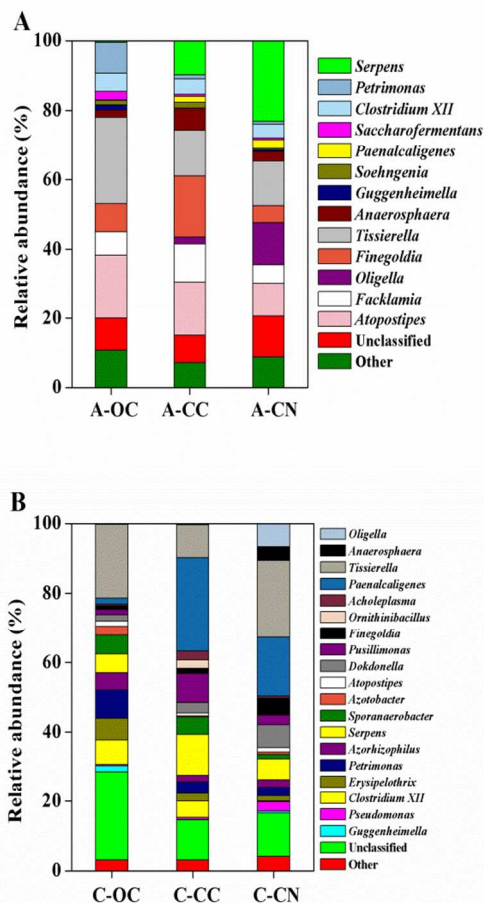 A
Relative abundance (%)
100
80
60
40
20
0
A-OC A-CC A-CN
Serpens
Petrimonas
Clostridium XII
Saccharofermentans
Paenalcaligenes
Soehngenia
Guggenheimella
Anaerosphaera
Tissierella
Finegoldia
Oligella
Facklamia
Atopostipes
Unclassified
Other
B
Relative abundance (%)
100
80
60
40
20
0
C-OC C-CC C-CN
Oligella
Anaerosphaera
Tissierella
Paenalcaligenes
Acholeplasma
Ornithinibacillus
Finegoldia
Pusillimonas
Dokdonella
Atopostipes
Azotobacter
Sporanaerobacter
Serpens
Azorhizophilus
Petrimonas
Erysipelothrix
Clostridium XII
Pseudomonas
Guggenheimella
Unclassified
Other